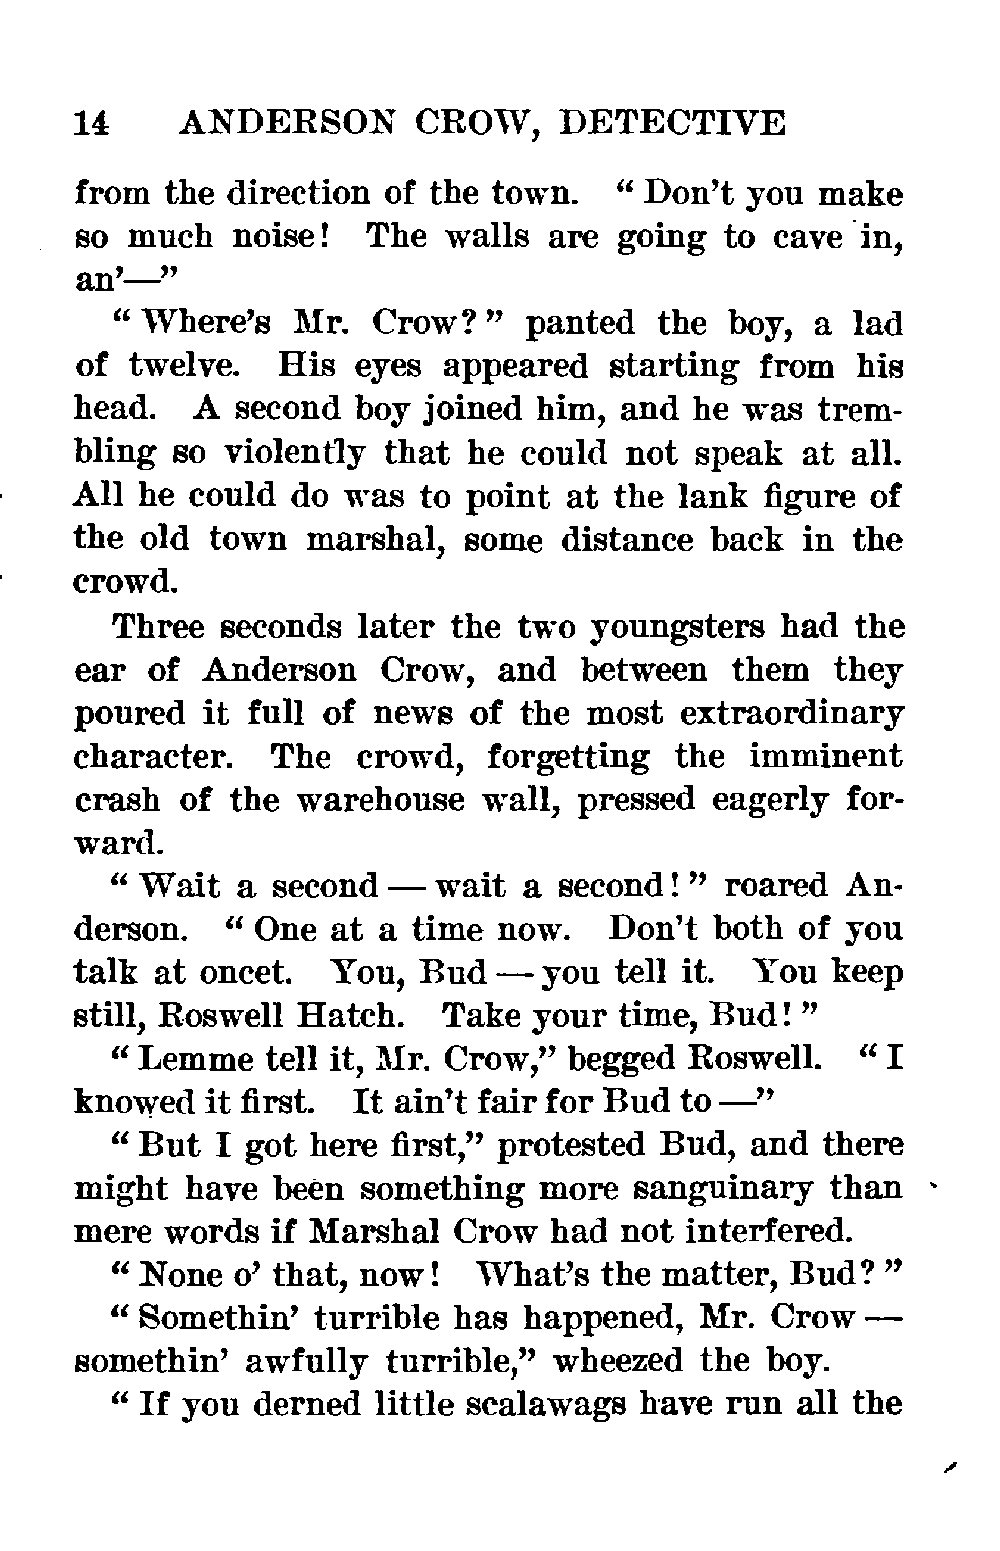 14 ANDERSON CROW, DETECTIVE
from the direction of the town. “ Don’t you make
so much noise! The walls are going to cave in,
an’—”
“ Where’s Mr. Crow? ” panted the boy, a lad
of twelve. His eyes appeared starting from his
head. A second boy joined him, and he was trem-
bling so violently that he could not speak at all.
All he could do was to point at the lank figure of
the old town marshal, some distance back in the
crowd.
Three seconds later the two youngsters had the
ear of Anderson Crow, and between them they
poured it full of news of the most extraordinary
character. The crowd, forgetting the imminent
crash of the warehouse wall, pressed eagerly for-
ward.
“ Wait a second — wait a second! ” roared An-
derson. “ One at a time now. Don’t both of you
talk at oncet. You, Bud — you tell it. You keep
still, Roswell Hatch. Take your time, Bud! ”
“ Lemme tell it, Mr. Crow,” begged Roswell. “ I
knowed it first. It ain’t fair for Bud to —”
“ But I got here first,” protested Bud, and there
might have been something more sanguinary than
mere words if Marshal Crow had not interfered.
“ None o’ that, now! What’s the matter, Bud? ”
“ Somethin’ turrible has happened, Mr. Crow —
somethin’ awfully turrible,” wheezed the boy.
“ If you derned little scalawags have run all the